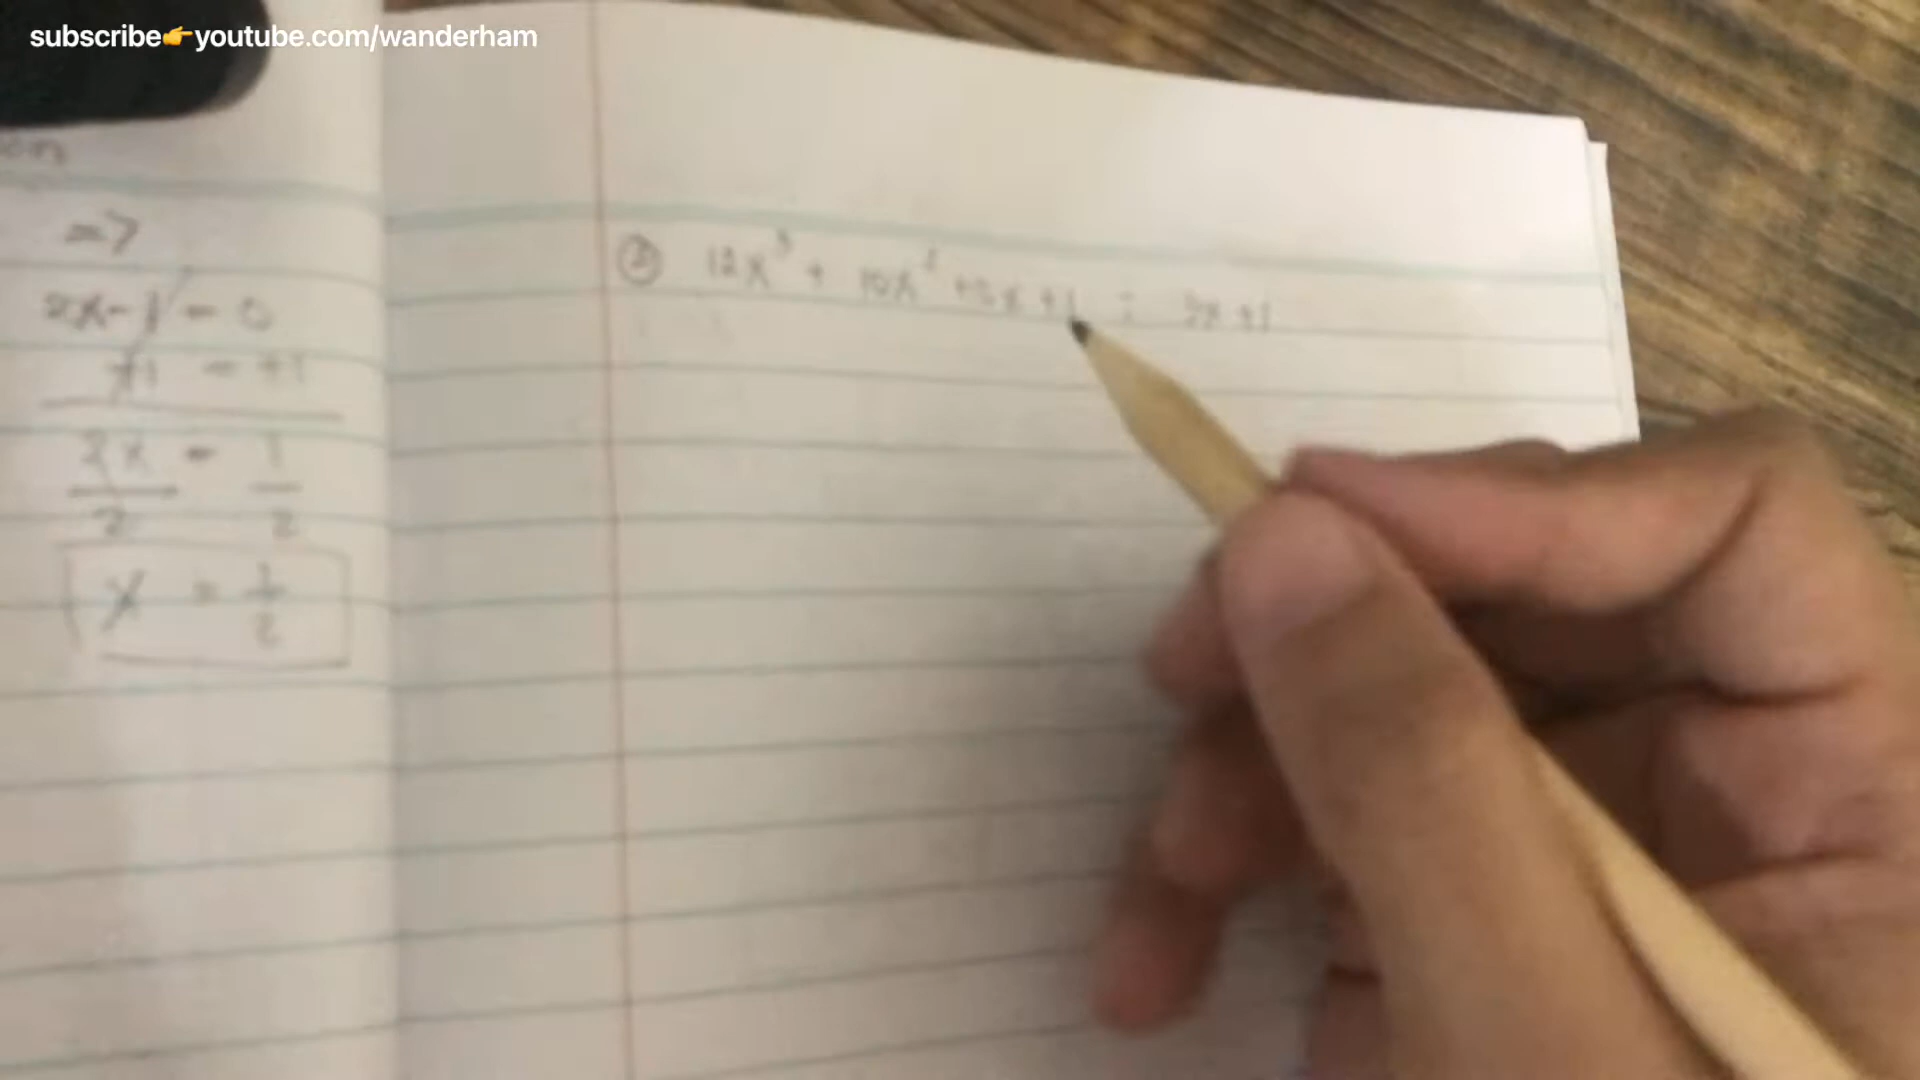 subscribe👉youtube.com/wanderham
=>
2x - 1 = 0
+1 = +1
2x = 1
2 2
x = 1
2
② 12x³ + 10x² +5x +1 ÷ 3x +1